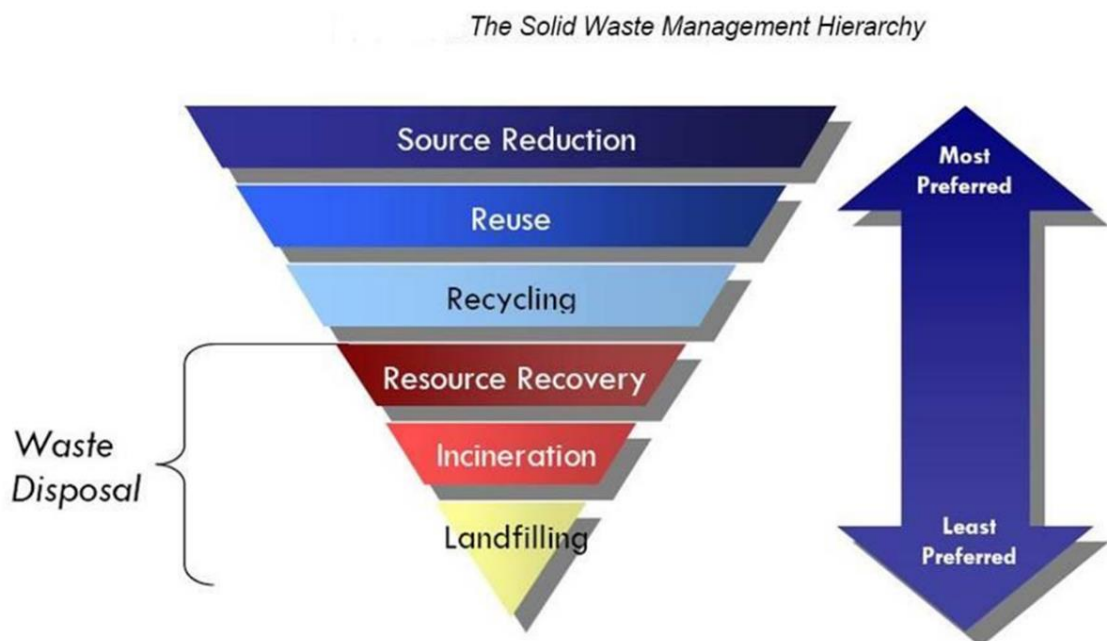 The Solid Waste Management Hierarchy
Source Reduction
Reuse
Recycling
Resource Recovery
Incineration
Landfilling
Waste
Disposal
Most
Preferred
Least
Preferred